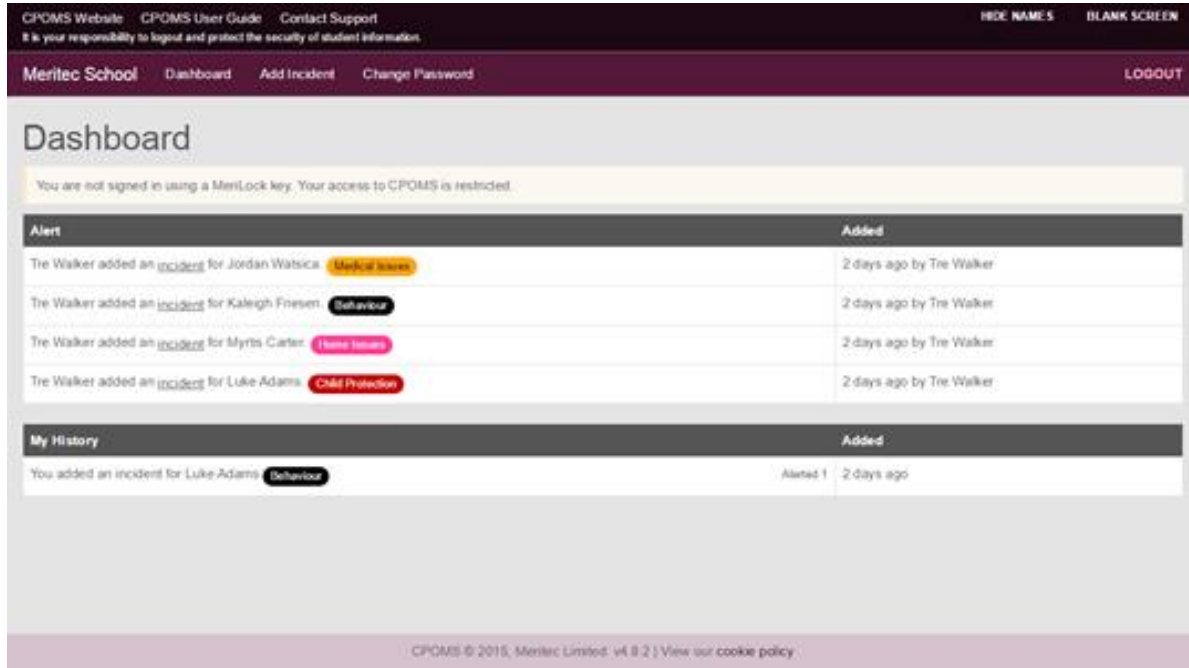 CPOMS Website CPOMS User Guide Contact Support HIDE NAMES BLANK SCREEN
It is your responsibility to logout and protect the security of student information.
Meritec School Dashboard Add Incident Change Password LOGOUT
Dashboard
You are not signed in using a MeriLock key. Your access to CPOMS is restricted.
Alert Added
Tre Walker added an incident for Jordan Watsica. Medical Issues 2 days ago by Tre Walker
Tre Walker added an incident for Kaleigh Friesen. Behaviour 2 days ago by Tre Walker
Tre Walker added an incident for Myrtis Carter. Home Issues 2 days ago by Tre Walker
Tre Walker added an incident for Luke Adams. Child Protection 2 days ago by Tre Walker
My History Added
You added an incident for Luke Adams Behaviour Alerted 1 2 days ago
CPOMS © 2015, Meritec Limited. v4.8.2 | View our cookie policy